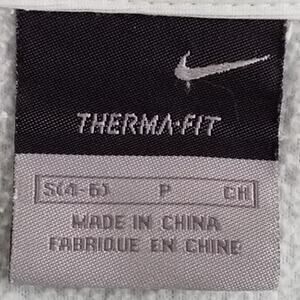 THERMA·FIT
S(4-6) P CH
MADE IN CHINA
FABRIQUE EN CHINE